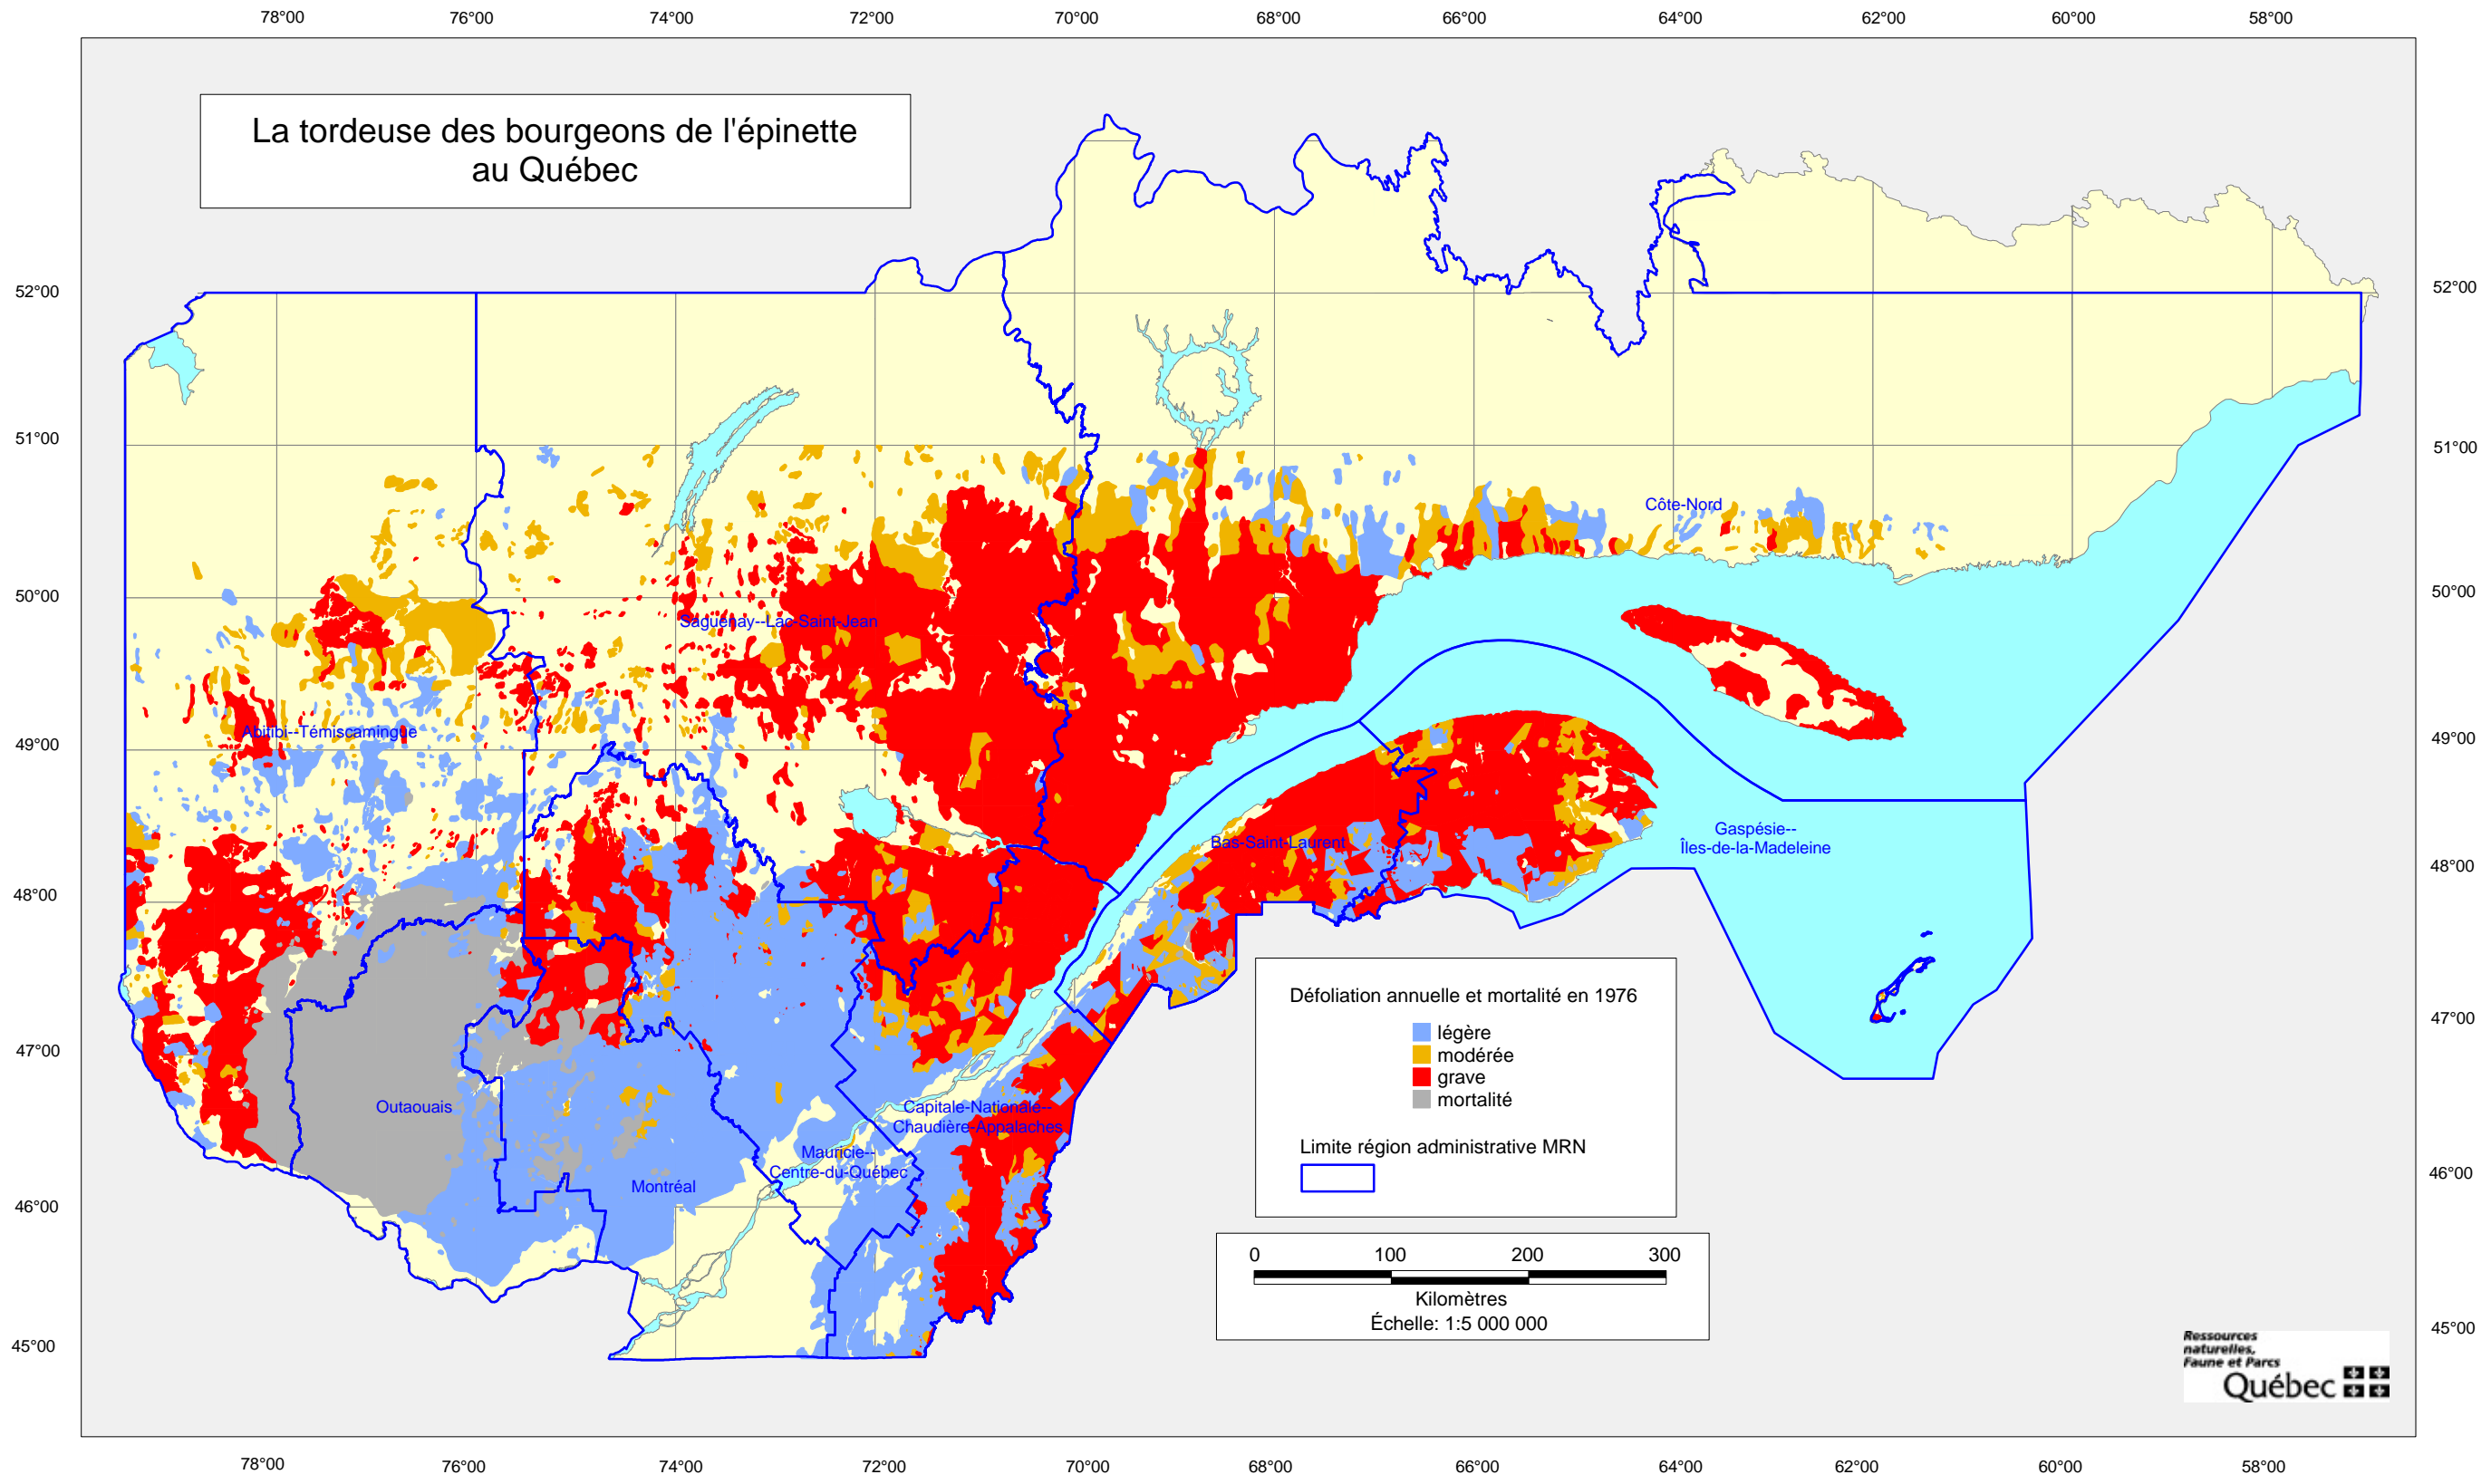 78°00 76°00 74°00 72°00 70°00 68°00 66°00 64°00 62°00 60°00 58°00
La tordeuse des bourgeons de l'épinette
au Québec
52°00 52°00
51°00 51°00
Côte-Nord
50°00 50°00
Saguenay--Lac-Saint-Jean
Abitibi--Témiscamingue
49°00 49°00
Gaspésie--
Îles-de-la-Madeleine
Bas-Saint-Laurent
48°00 48°00
Défoliation annuelle et mortalité en 1976
légère
modérée
grave
mortalité
47°00 47°00
Outaouais
Capitale-Nationale--
Chaudière-Appalaches
Mauricie--
Centre-du-Québec
Montréal
Limite région administrative MRN
46°00 46°00
0 100 200 300
Kilomètres
Échelle: 1:5 000 000
45°00 45°00
Ressources
naturelles,
Faune et Parcs
Québec
78°00 76°00 74°00 72°00 70°00 68°00 66°00 64°00 62°00 60°00 58°00